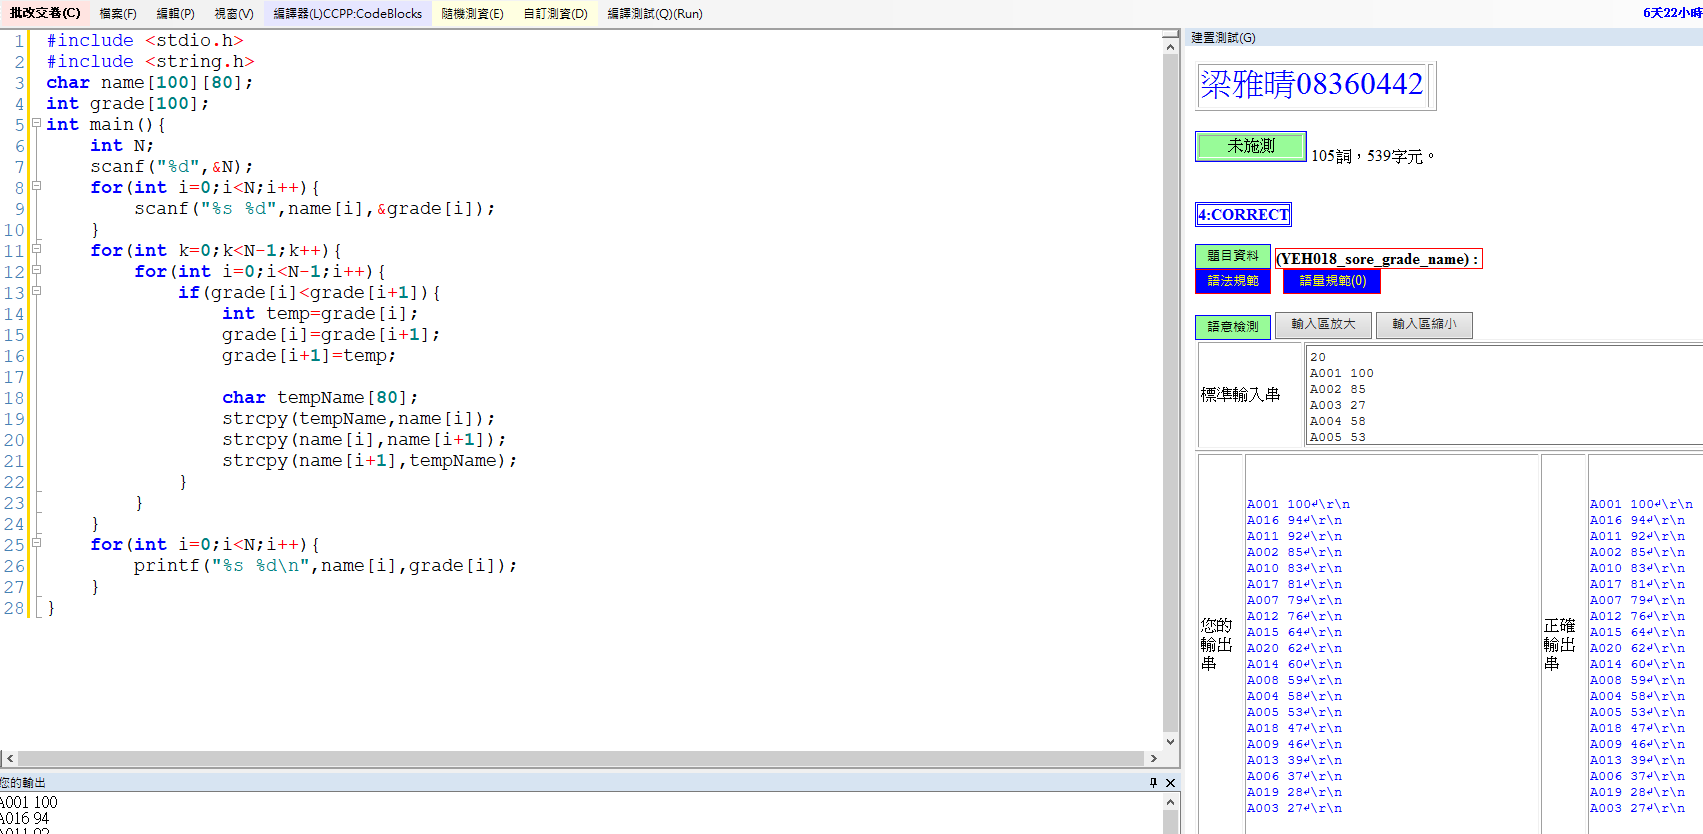 批改交卷(C) 檔案(F) 編輯(P) 視窗(V) 編譯器(L)CCPP:CodeBlocks 隨機測資(E) 自訂測資(D) 編譯測試(Q)(Run) 6天22小時
1 #include <stdio.h>
2 #include <string.h>
3 char name[100][80];
4 int grade[100];
5 int main(){
6 int N;
7 scanf("%d",&N);
8 for(int i=0;i<N;i++){
9 scanf("%s %d",name[i],&grade[i]);
10 }
11 for(int k=0;k<N-1;k++){
12 for(int i=0;i<N-1;i++){
13 if(grade[i]<grade[i+1]){
14 int temp=grade[i];
15 grade[i]=grade[i+1];
16 grade[i+1]=temp;
17
18 char tempName[80];
19 strcpy(tempName,name[i]);
20 strcpy(name[i],name[i+1]);
21 strcpy(name[i+1],tempName);
22 }
23 }
24 }
25 for(int i=0;i<N;i++){
26 printf("%s %d\n",name[i],grade[i]);
27 }
28 }
您的輸出
A001 100
A016 94
A011 92
建置測試(G)
梁雅晴08360442
未施測 105詞，539字元。
4:CORRECT
題目資料 (YEH018_sore_grade_name) :
語法規範 語量規範(0)
語意檢測 輸入區放大 輸入區縮小
標準輸入串
20
A001 100
A002 85
A003 27
A004 58
A005 53
您的輸出串
A001 100↵\r\n
A016 94↵\r\n
A011 92↵\r\n
A002 85↵\r\n
A010 83↵\r\n
A017 81↵\r\n
A007 79↵\r\n
A012 76↵\r\n
A015 64↵\r\n
A020 62↵\r\n
A014 60↵\r\n
A008 59↵\r\n
A004 58↵\r\n
A005 53↵\r\n
A018 47↵\r\n
A009 46↵\r\n
A013 39↵\r\n
A006 37↵\r\n
A019 28↵\r\n
A003 27↵\r\n
正確輸出串
A001 100↵\r\n
A016 94↵\r\n
A011 92↵\r\n
A002 85↵\r\n
A010 83↵\r\n
A017 81↵\r\n
A007 79↵\r\n
A012 76↵\r\n
A015 64↵\r\n
A020 62↵\r\n
A014 60↵\r\n
A008 59↵\r\n
A004 58↵\r\n
A005 53↵\r\n
A018 47↵\r\n
A009 46↵\r\n
A013 39↵\r\n
A006 37↵\r\n
A019 28↵\r\n
A003 27↵\r\n